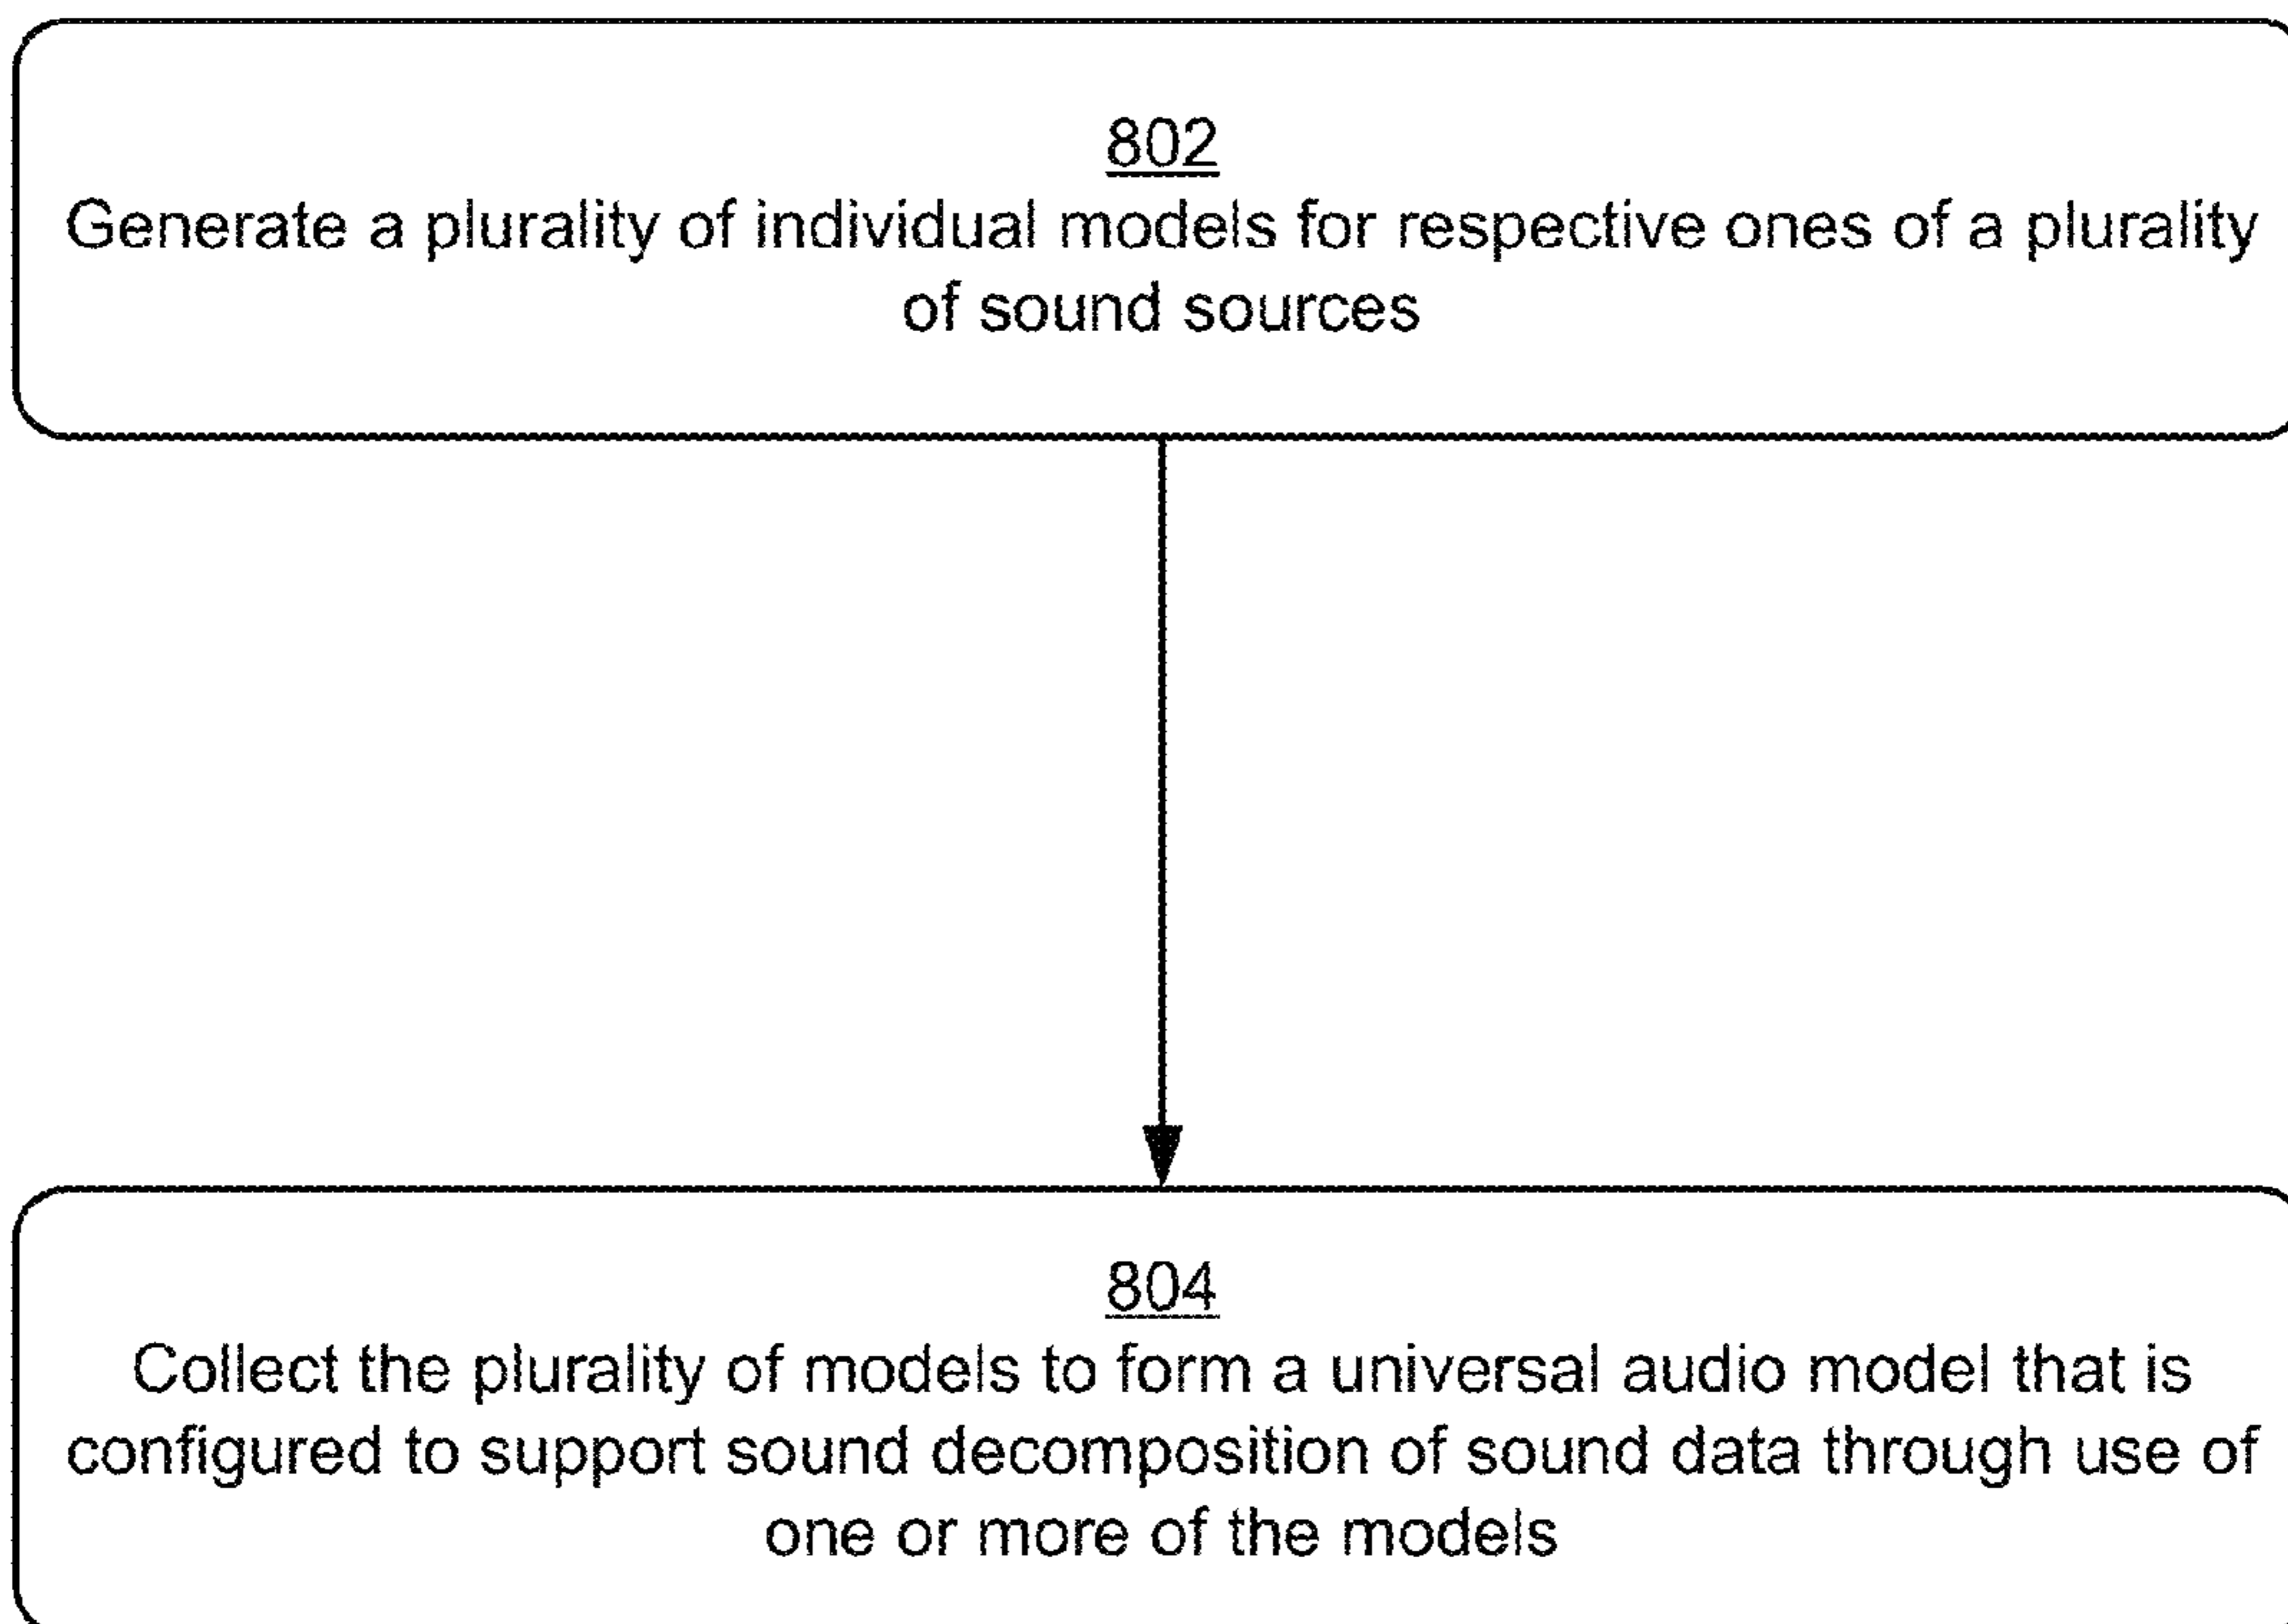 802
Generate a plurality of individual models for respective ones of a plurality
of sound sources
804
Collect the plurality of models to form a universal audio model that is
configured to support sound decomposition of sound data through use of
one or more of the models